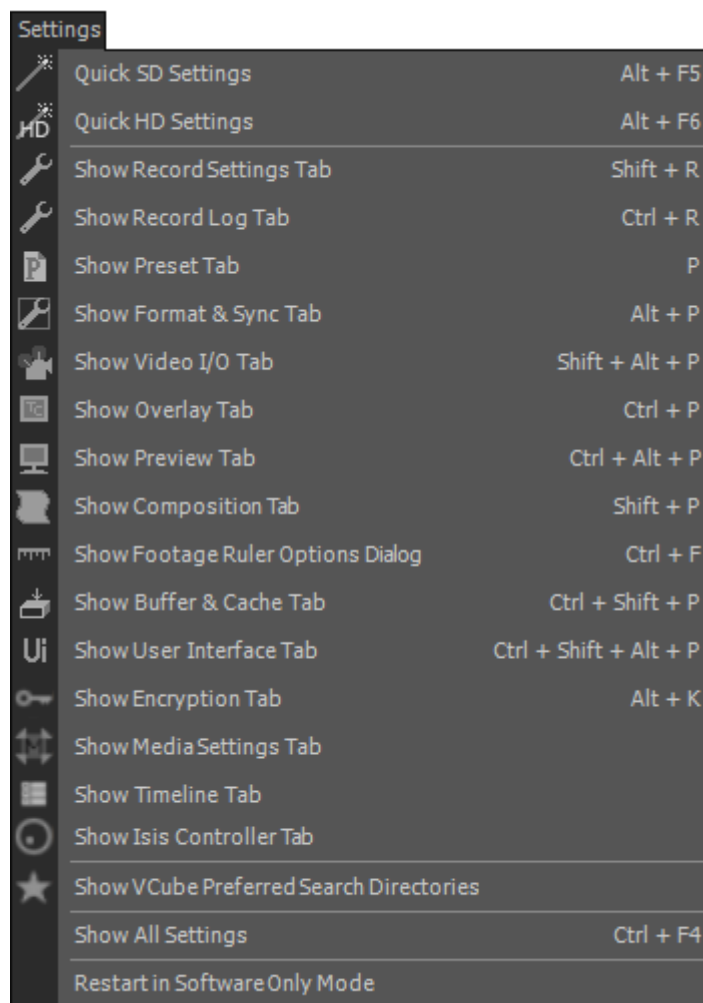 Settings
Quick SD Settings Alt + F5
HD Quick HD Settings Alt + F6
Show Record Settings Tab Shift + R
Show Record Log Tab Ctrl + R
P Show Preset Tab P
Show Format & Sync Tab Alt + P
Show Video I/O Tab Shift + Alt + P
TC Show Overlay Tab Ctrl + P
Show Preview Tab Ctrl + Alt + P
Show Composition Tab Shift + P
Show Footage Ruler Options Dialog Ctrl + F
Show Buffer & Cache Tab Ctrl + Shift + P
Ui Show User Interface Tab Ctrl + Shift + Alt + P
Show Encryption Tab Alt + K
M Show Media Settings Tab
Show Timeline Tab
Show Isis Controller Tab
Show VCube Preferred Search Directories
Show All Settings Ctrl + F4
Restart in Software Only Mode